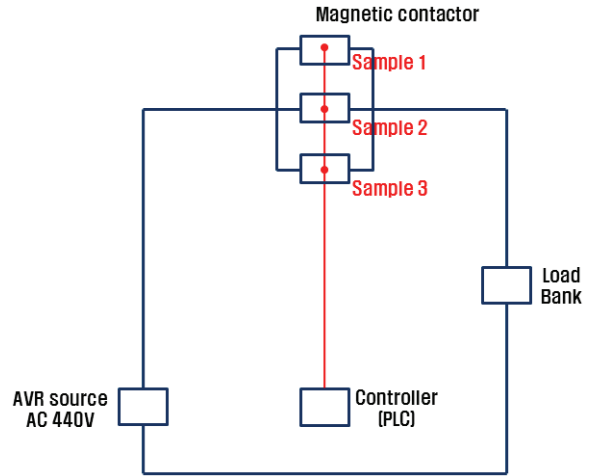 Magnetic contactor
Sample 1
Sample 2
Sample 3
Load
Bank
AVR source
AC 440V
Controller
(PLC)